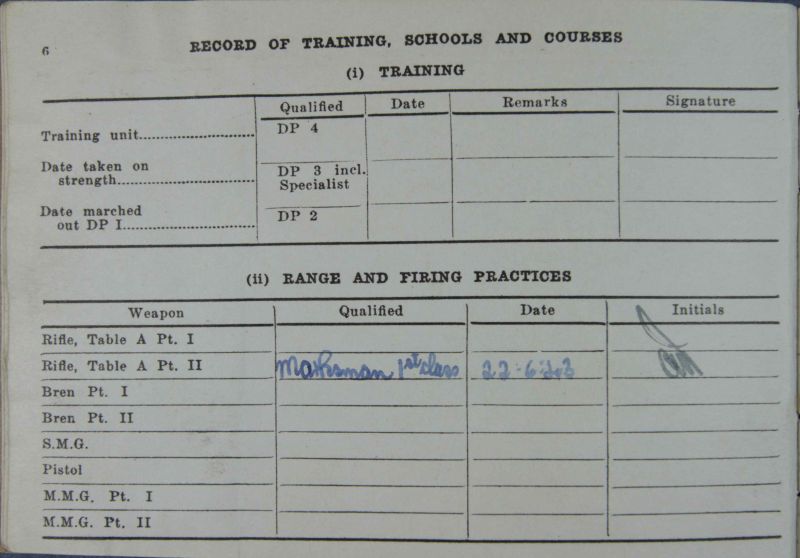 6
RECORD OF TRAINING, SCHOOLS AND COURSES
(i) TRAINING
Qualified Date Remarks Signature
Training unit DP 4
Date taken on
strength DP 3 incl.
Specialist
Date marched
out DP I DP 2
(ii) RANGE AND FIRING PRACTICES
Weapon Qualified Date Initials
Rifle, Table A Pt. I
Rifle, Table A Pt. II Marksman 1st class 22.6.
Bren Pt. I
Bren Pt. II
S.M.G.
Pistol
M.M.G. Pt. I
M.M.G. Pt. II